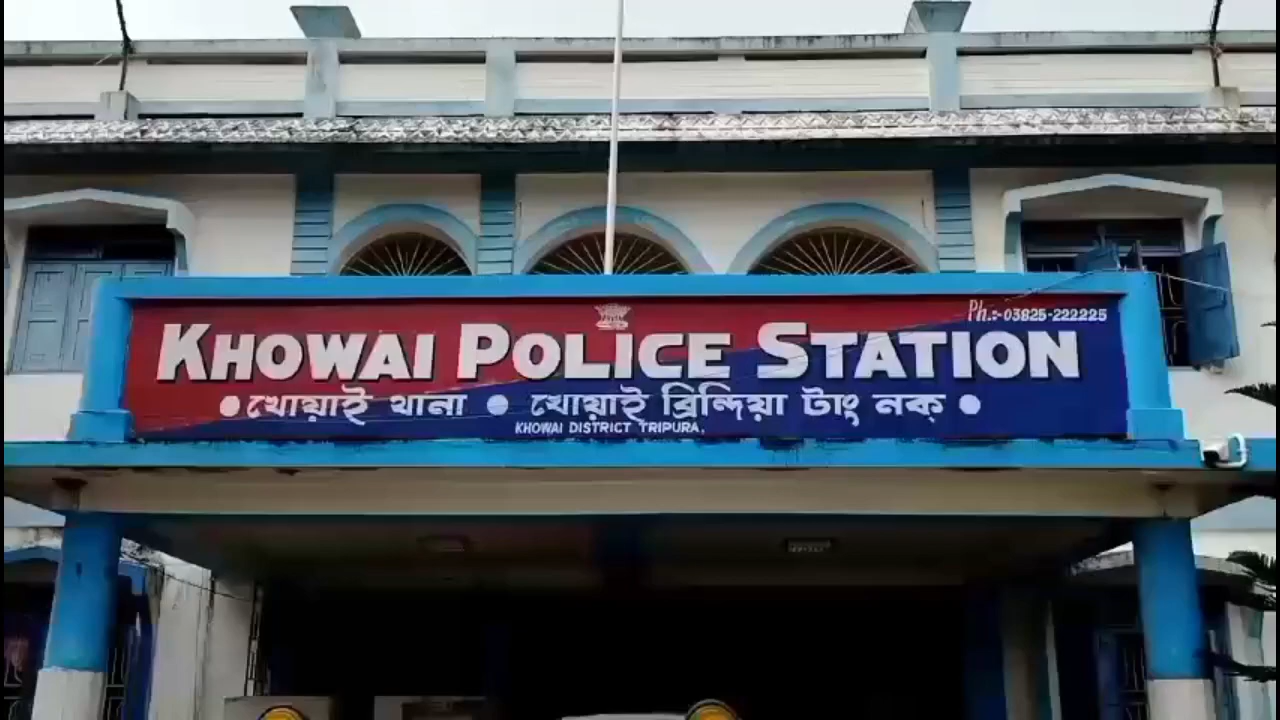 Ph.:-03825-222225
KHOWAI POLICE STATION
খোয়াই থানা ● খোয়াই ব্রিন্দিয়া টাং নক্
KHOWAI DISTRICT TRIPURA.